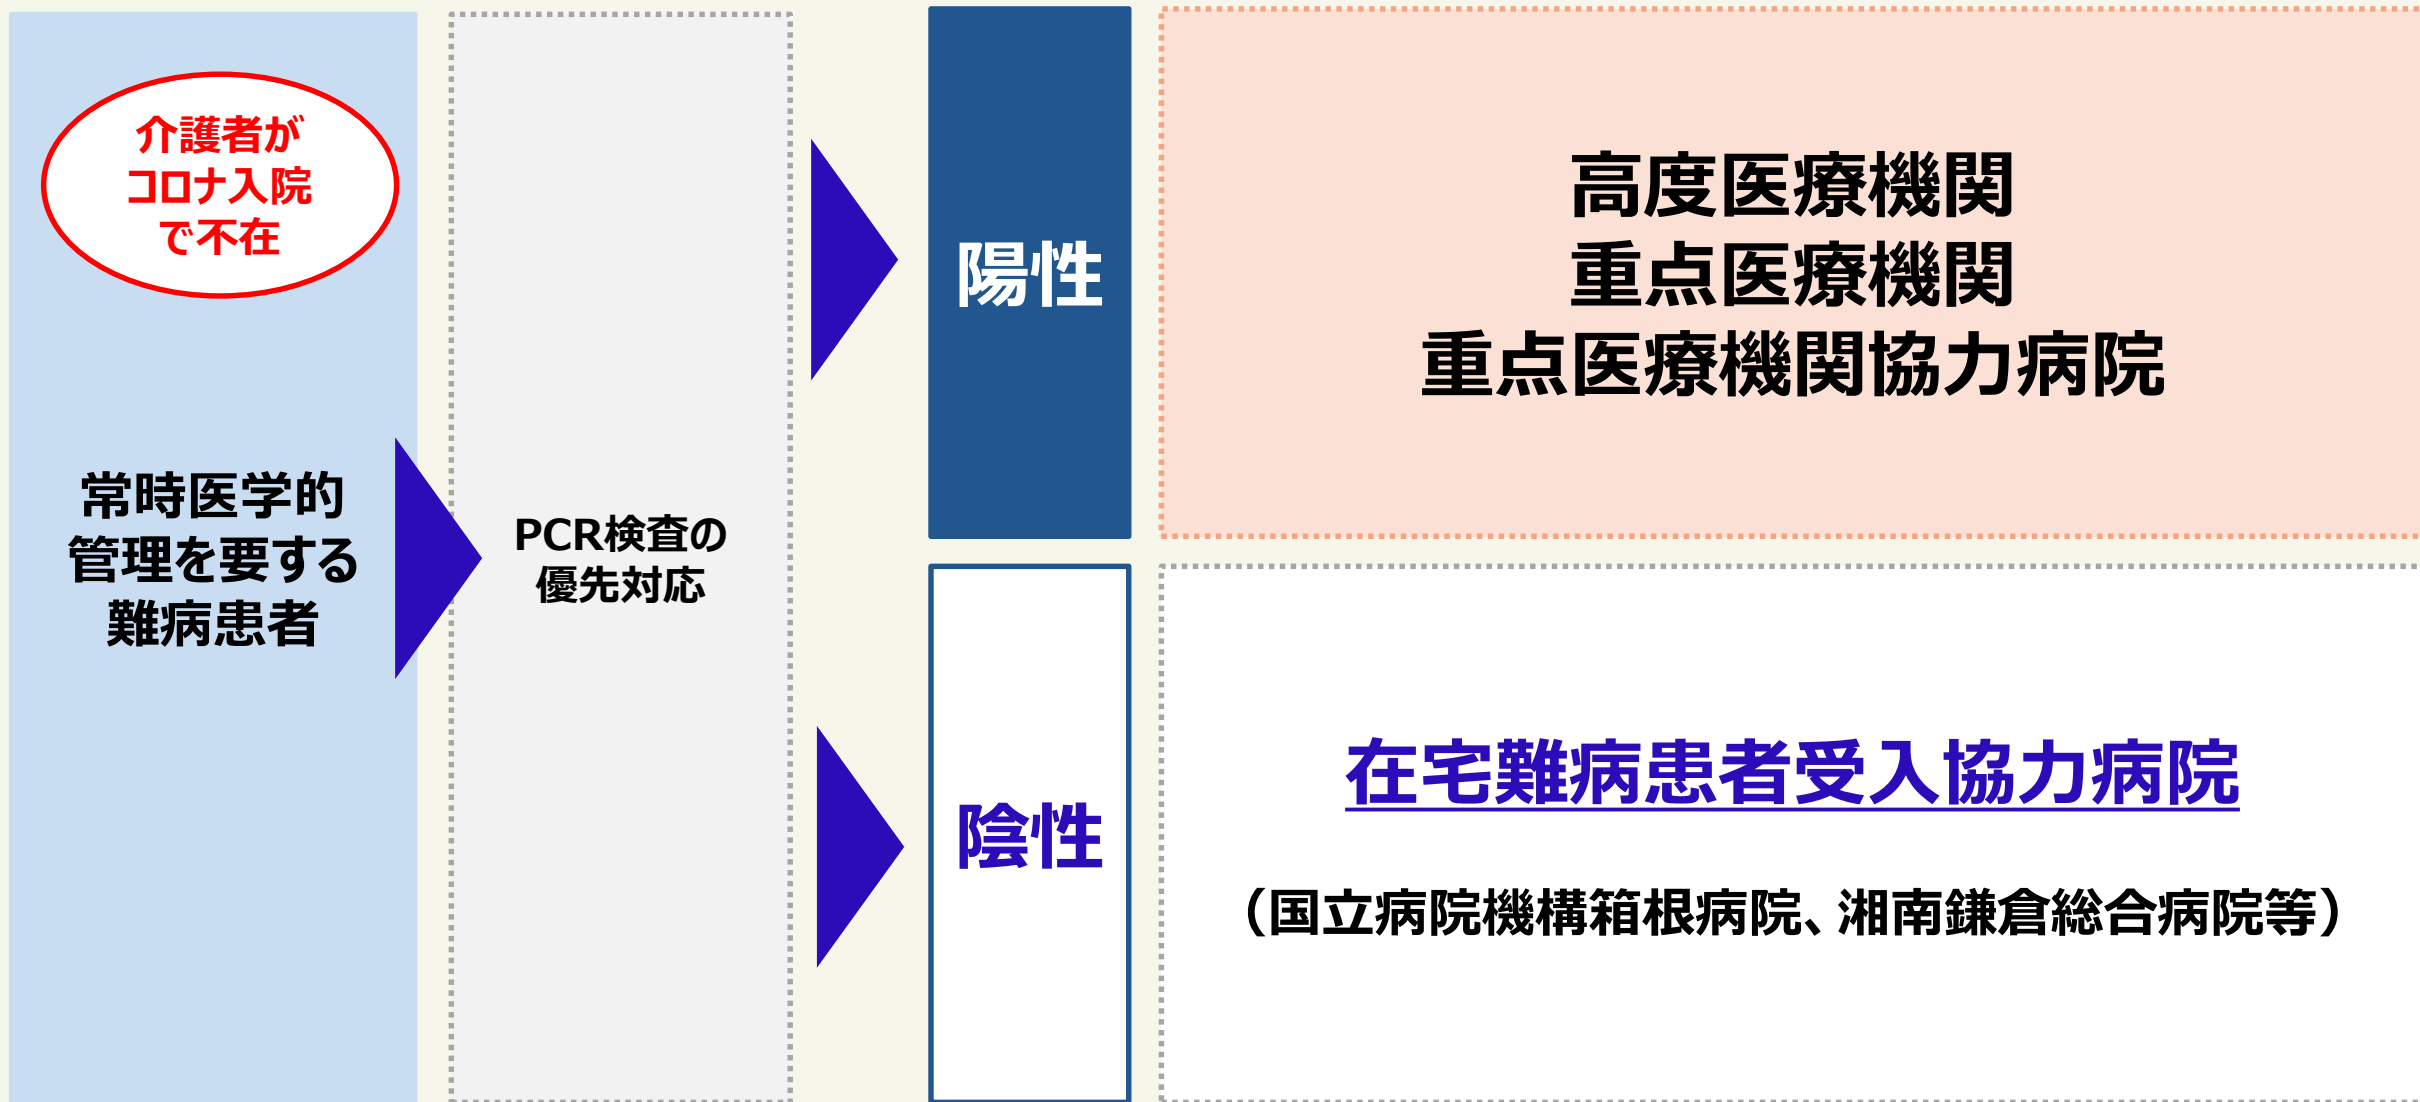 介護者が
コロナ入院
で不在
常時医学的
管理を要する
難病患者
PCR検査の
優先対応
陽性
高度医療機関
重点医療機関
重点医療機関協力病院
陰性
在宅難病患者受入協力病院
（国立病院機構箱根病院、湘南鎌倉総合病院等）